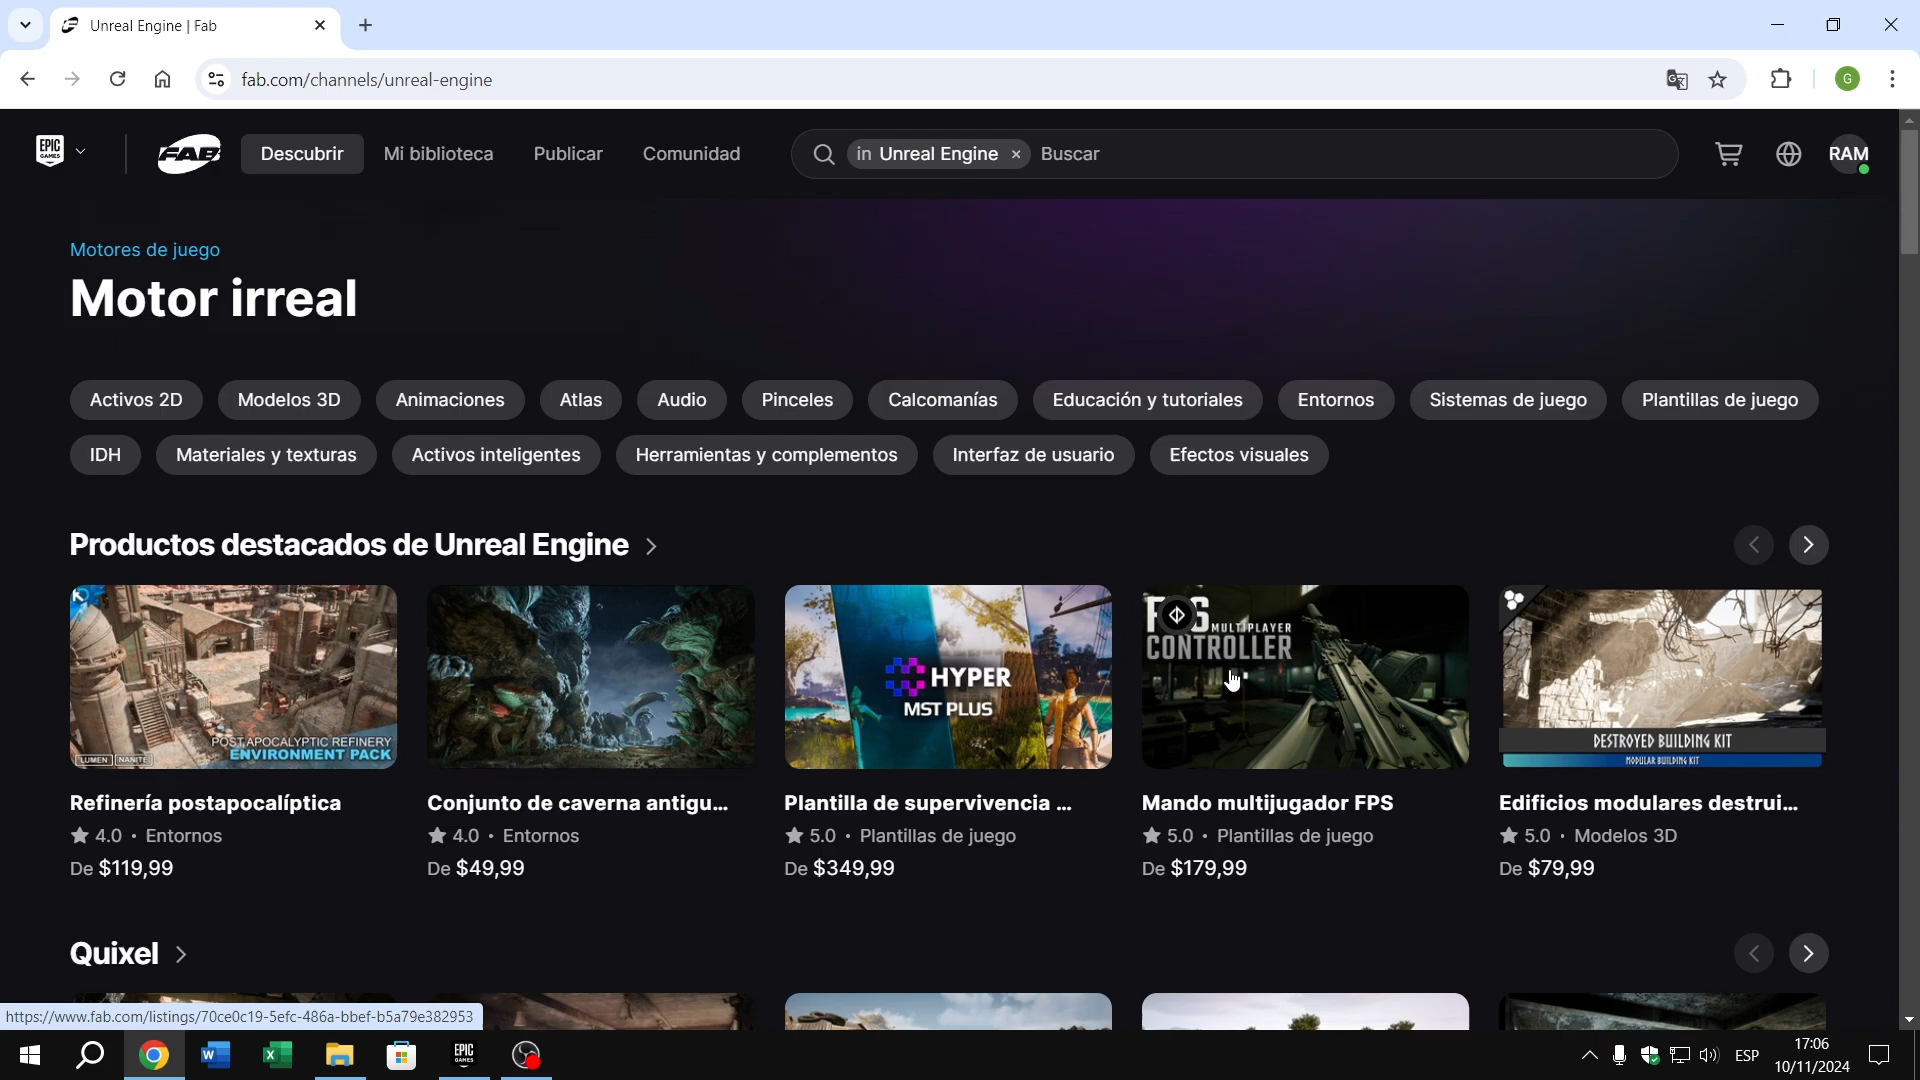 Unreal Engine | Fab
fab.com/channels/unreal-engine
G
EPIC GAMES
FAB
Descubrir
Mi biblioteca
Publicar
Comunidad
in Unreal Engine × Buscar
RAM
Motores de juego
Motor irreal
Activos 2D
Modelos 3D
Animaciones
Atlas
Audio
Pinceles
Calcomanías
Educación y tutoriales
Entornos
Sistemas de juego
Plantillas de juego
IDH
Materiales y texturas
Activos inteligentes
Herramientas y complementos
Interfaz de usuario
Efectos visuales
Productos destacados de Unreal Engine
POST APOCALYPTIC REFINERY
ENVIRONMENT PACK
LUMEN NANITE
Refinería postapocalíptica
4.0 · Entornos
De $119,99
Conjunto de caverna antigu...
4.0 · Entornos
De $49,99
HYPER
MST PLUS
Plantilla de supervivencia ...
5.0 · Plantillas de juego
De $349,99
MULTIPLAYER
CONTROLLER
Mando multijugador FPS
5.0 · Plantillas de juego
De $179,99
DESTROYED BUILDING KIT
MODULAR BUILDING KIT
Edificios modulares destrui...
5.0 · Modelos 3D
De $79,99
Quixel
https://www.fab.com/listings/70ce0c19-5efc-486a-bbef-b5a79e382953
EPIC GAMES
ESP
17:06
10/11/2024